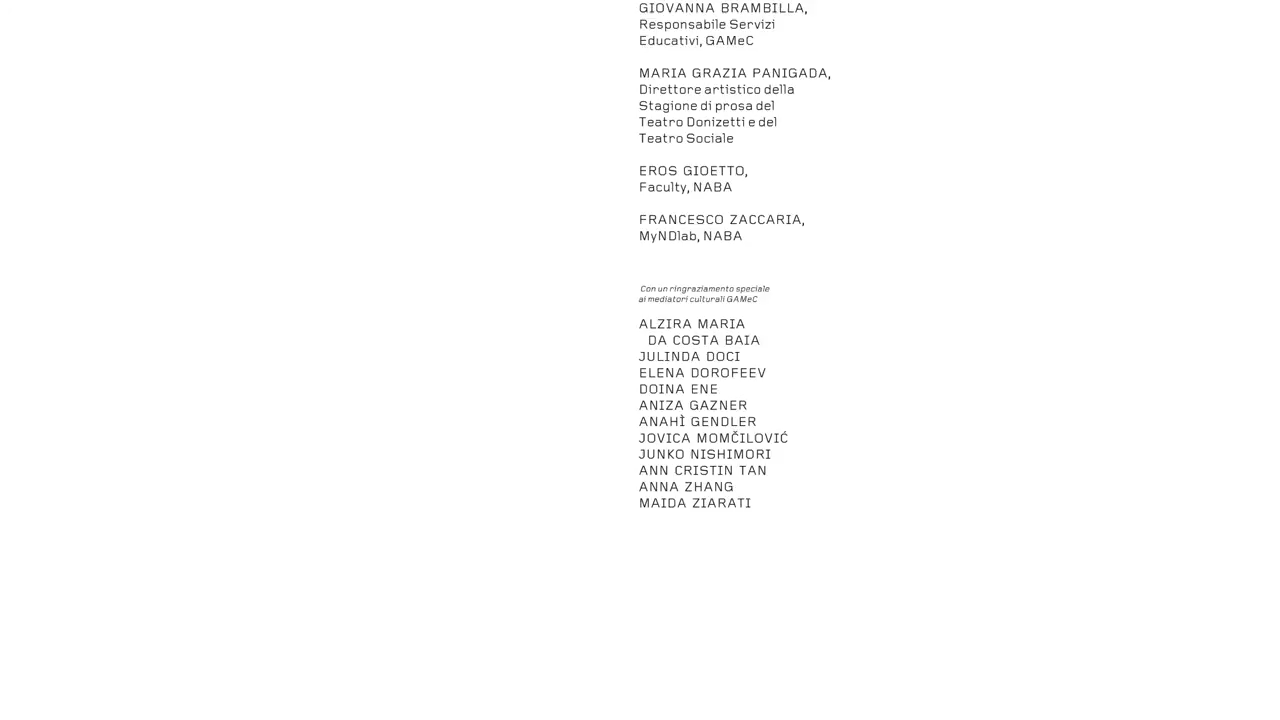 GIOVANNA BRAMBILLA,
Responsabile Servizi
Educativi, GAMeC
MARIA GRAZIA PANIGADA,
Direttore artistico della
Stagione di prosa del
Teatro Donizetti e del
Teatro Sociale
EROS GIOETTO,
Faculty, NABA
FRANCESCO ZACCARIA,
MyNDlab, NABA
Con un ringraziamento speciale
ai mediatori culturali GAMeC
ALZIRA MARIA
DA COSTA BAIA
JULINDA DOCI
ELENA DOROFEEV
DOINA ENE
ANIZA GAZNER
ANAHÌ GENDLER
JOVICA MOMČILOVIĆ
JUNKO NISHIMORI
ANN CRISTIN TAN
ANNA ZHANG
MAIDA ZIARATI